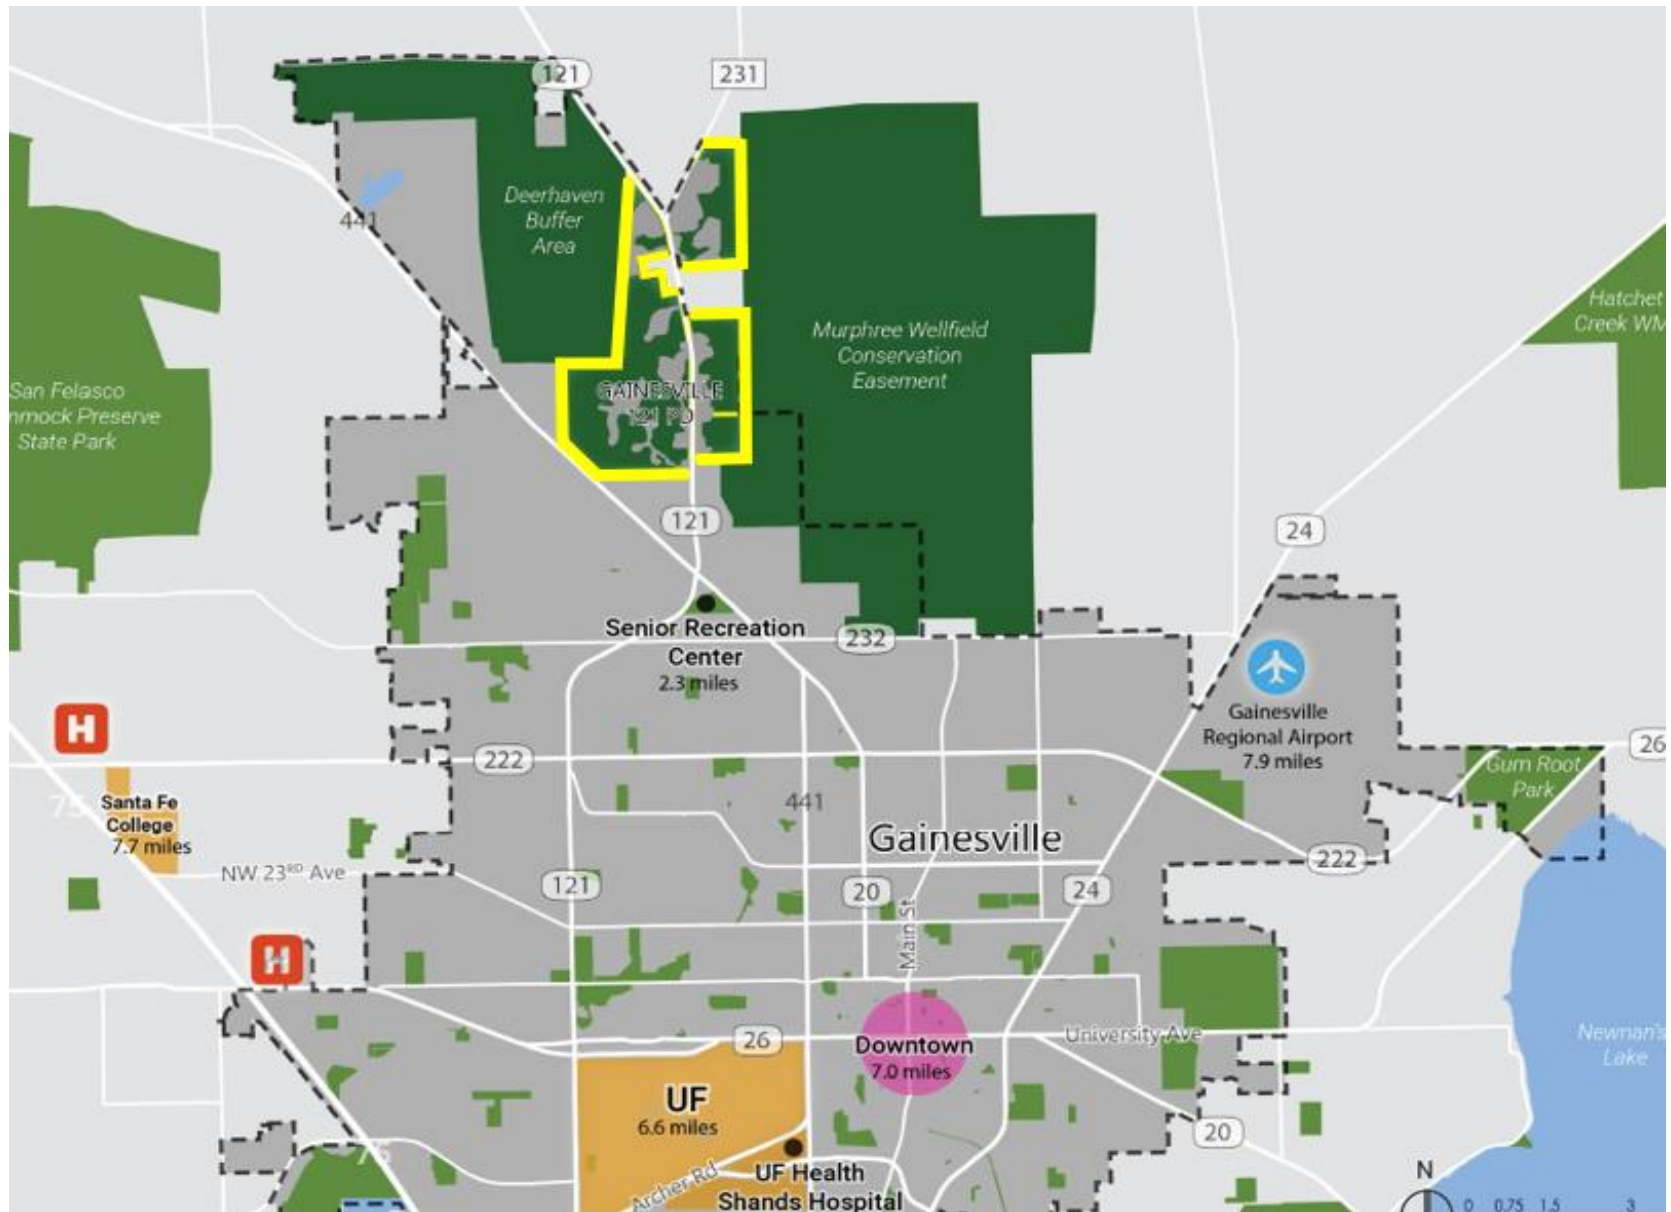 121
231
Deerhaven
Buffer
Area
441
Murphree Wellfield
Conservation
Easement
Hatchet
Creek WM
San Felasco
nmock Preserve
State Park
GAINESVILLE
121 PD
121
24
Senior Recreation
Center
2.3 miles
232
H
Gainesville
Regional Airport
7.9 miles
26
222
Gum Root
Park
75
Santa Fe
College
7.7 miles
441
Gainesville
222
NW 23RD Ave
121
20
24
Main St
H
26
University Ave
Newnan's
Lake
Downtown
7.0 miles
UF
6.6 miles
20
75
Archer Rd
UF Health
Shands Hospital
N
0 0.75 1.5 3